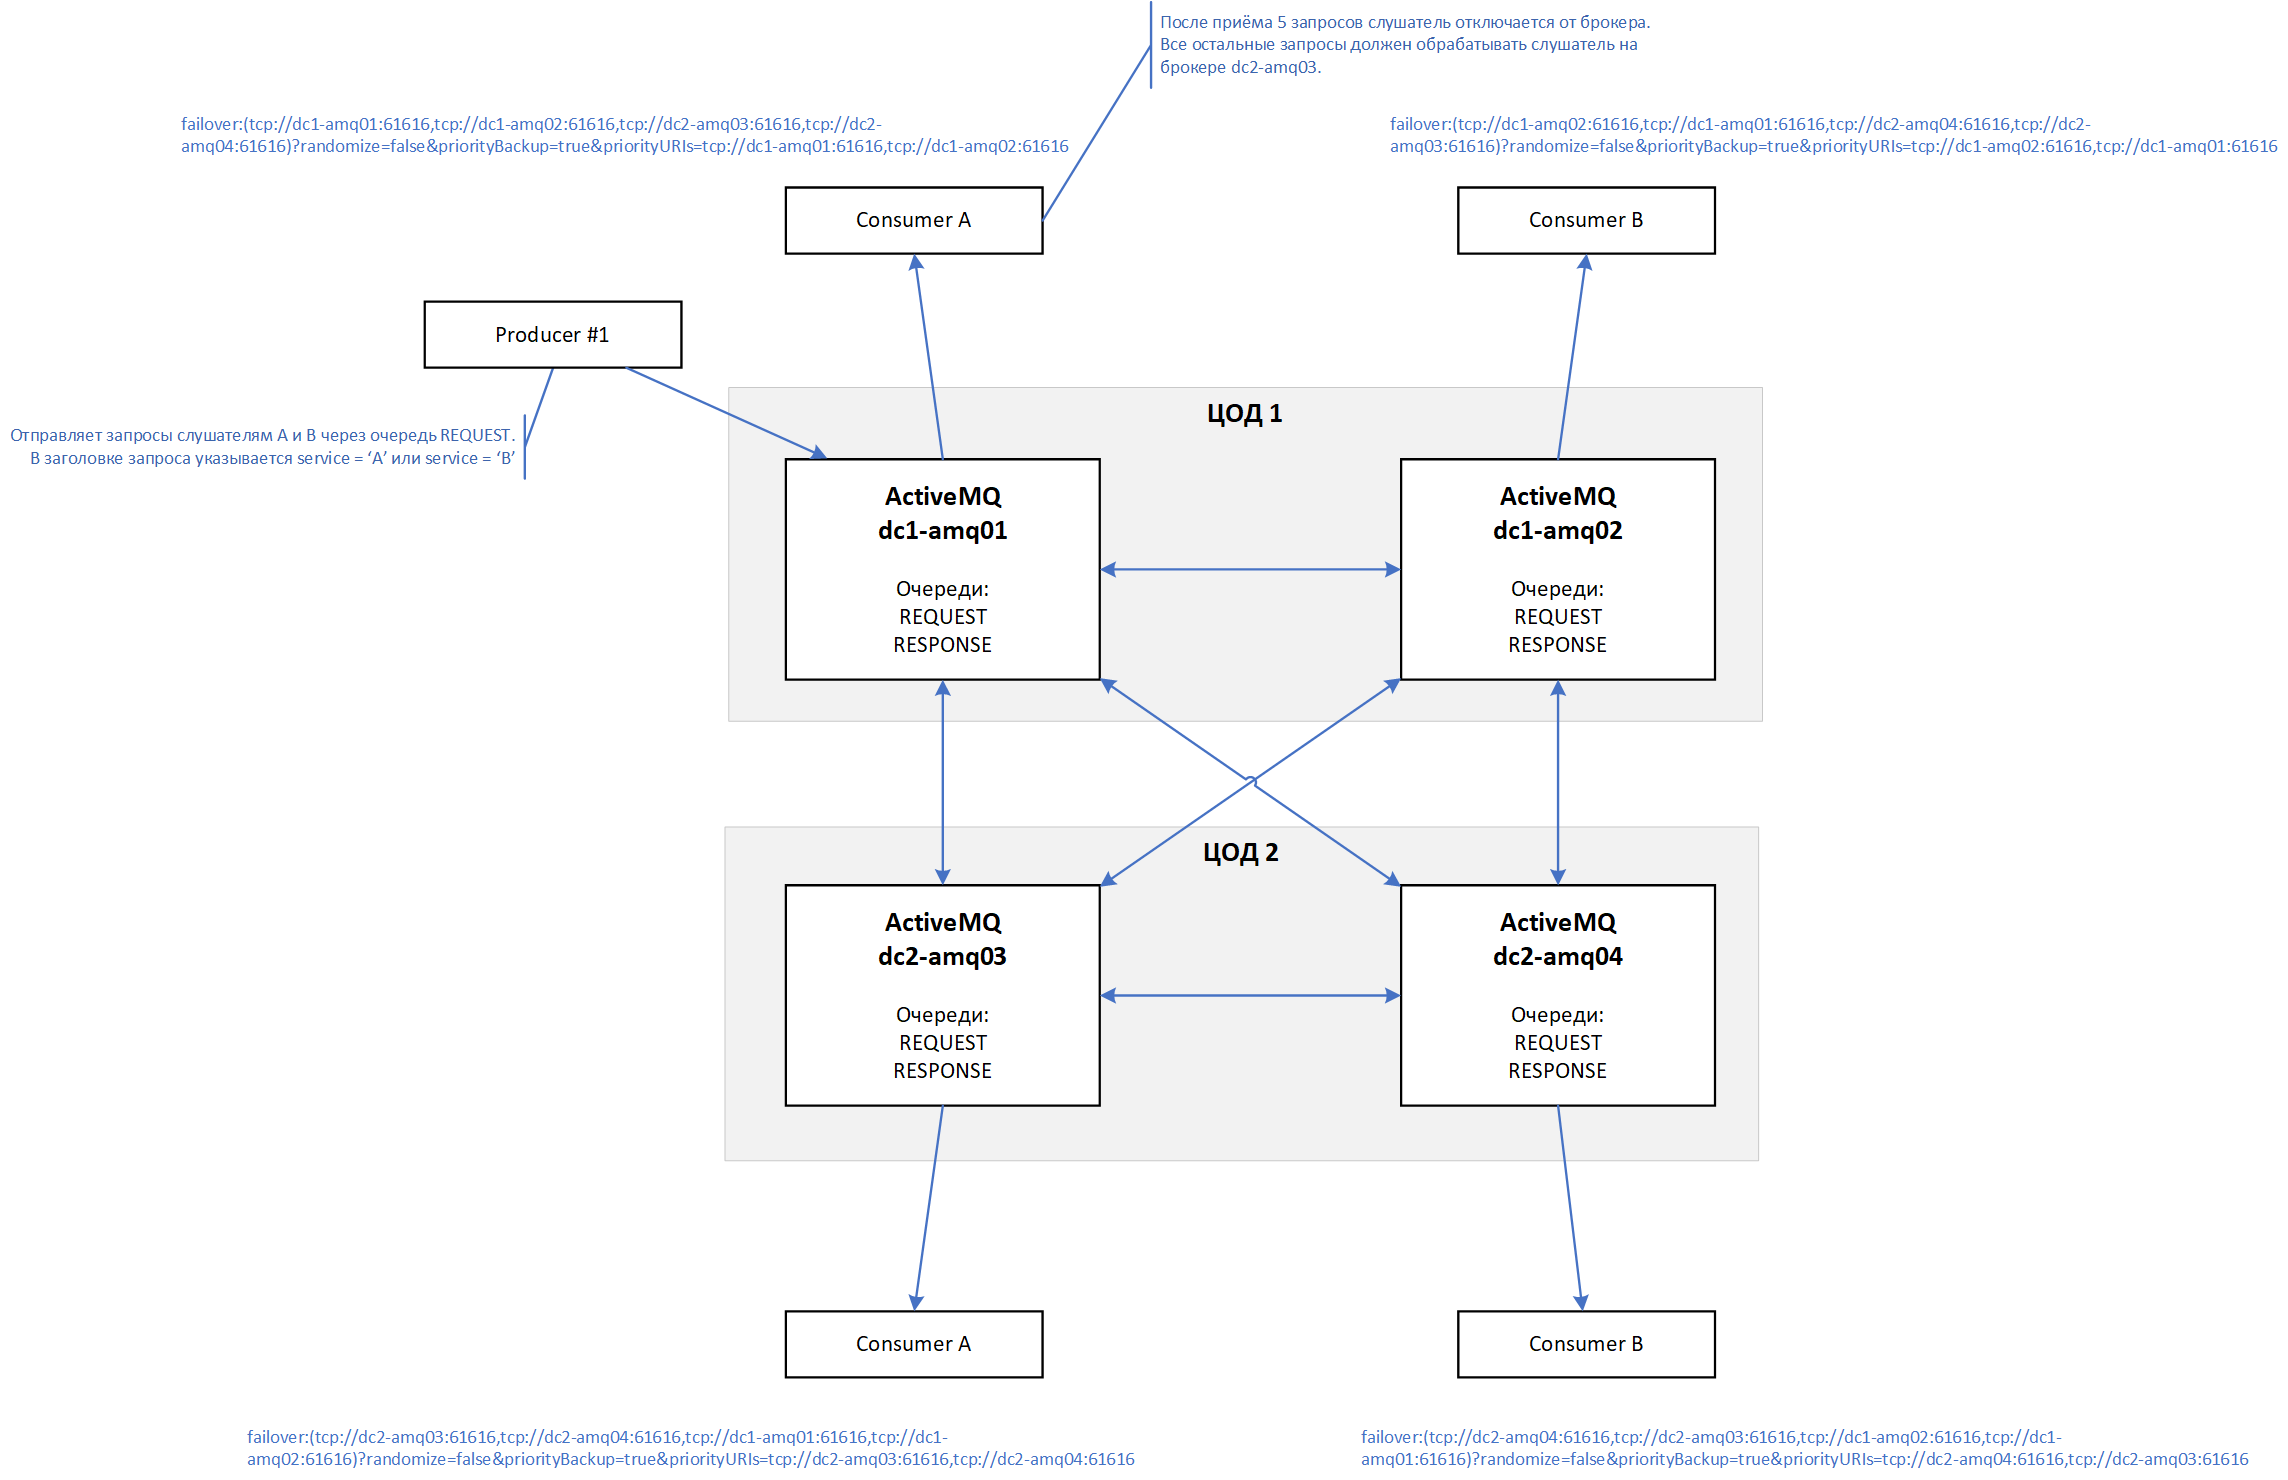 После приёма 5 запросов слушатель отключается от брокера.
Все остальные запросы должен обрабатывать слушатель на
брокере dc2-amq03.
failover:(tcp://dc1-amq01:61616,tcp://dc1-amq02:61616,tcp://dc2-amq03:61616,tcp://dc2-
amq04:61616)?randomize=false&priorityBackup=true&priorityURIs=tcp://dc1-amq01:61616,tcp://dc1-amq02:61616
failover:(tcp://dc1-amq02:61616,tcp://dc1-amq01:61616,tcp://dc2-amq04:61616,tcp://dc2-
amq03:61616)?randomize=false&priorityBackup=true&priorityURIs=tcp://dc1-amq02:61616,tcp://dc1-amq01:61616
Consumer A
Consumer B
Producer #1
Отправляет запросы слушателям А и В через очередь REQUEST.
В заголовке запроса указывается service = ‘A’ или service = ‘B’
ЦОД 1
ActiveMQ
dc1-amq01
Очереди:
REQUEST
RESPONSE
ActiveMQ
dc1-amq02
Очереди:
REQUEST
RESPONSE
ЦОД 2
ActiveMQ
dc2-amq03
Очереди:
REQUEST
RESPONSE
ActiveMQ
dc2-amq04
Очереди:
REQUEST
RESPONSE
Consumer A
Consumer B
failover:(tcp://dc2-amq03:61616,tcp://dc2-amq04:61616,tcp://dc1-amq01:61616,tcp://dc1-
amq02:61616)?randomize=false&priorityBackup=true&priorityURIs=tcp://dc2-amq03:61616,tcp://dc2-amq04:61616
failover:(tcp://dc2-amq04:61616,tcp://dc2-amq03:61616,tcp://dc1-amq02:61616,tcp://dc1-
amq01:61616)?randomize=false&priorityBackup=true&priorityURIs=tcp://dc2-amq04:61616,tcp://dc2-amq03:61616